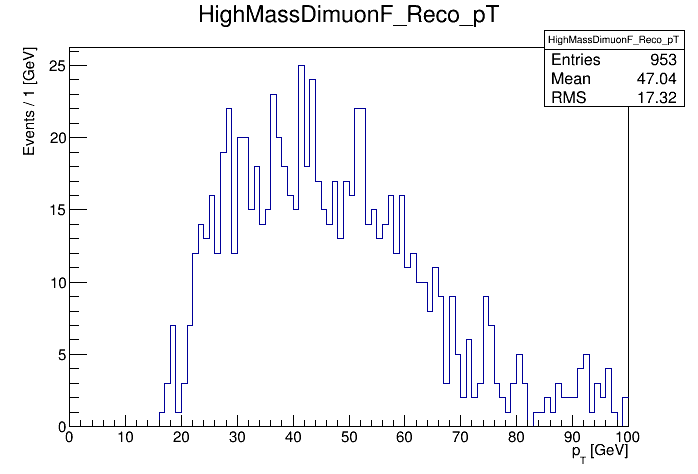 HighMassDimuonF_Reco_pT
HighMassDimuonF_Reco_pT
Entries 953
Mean 47.04
RMS 17.32
Events / 1 [GeV]
25
20
15
10
5
0
0 10 20 30 40 50 60 70 80 90 100
p_T [GeV]